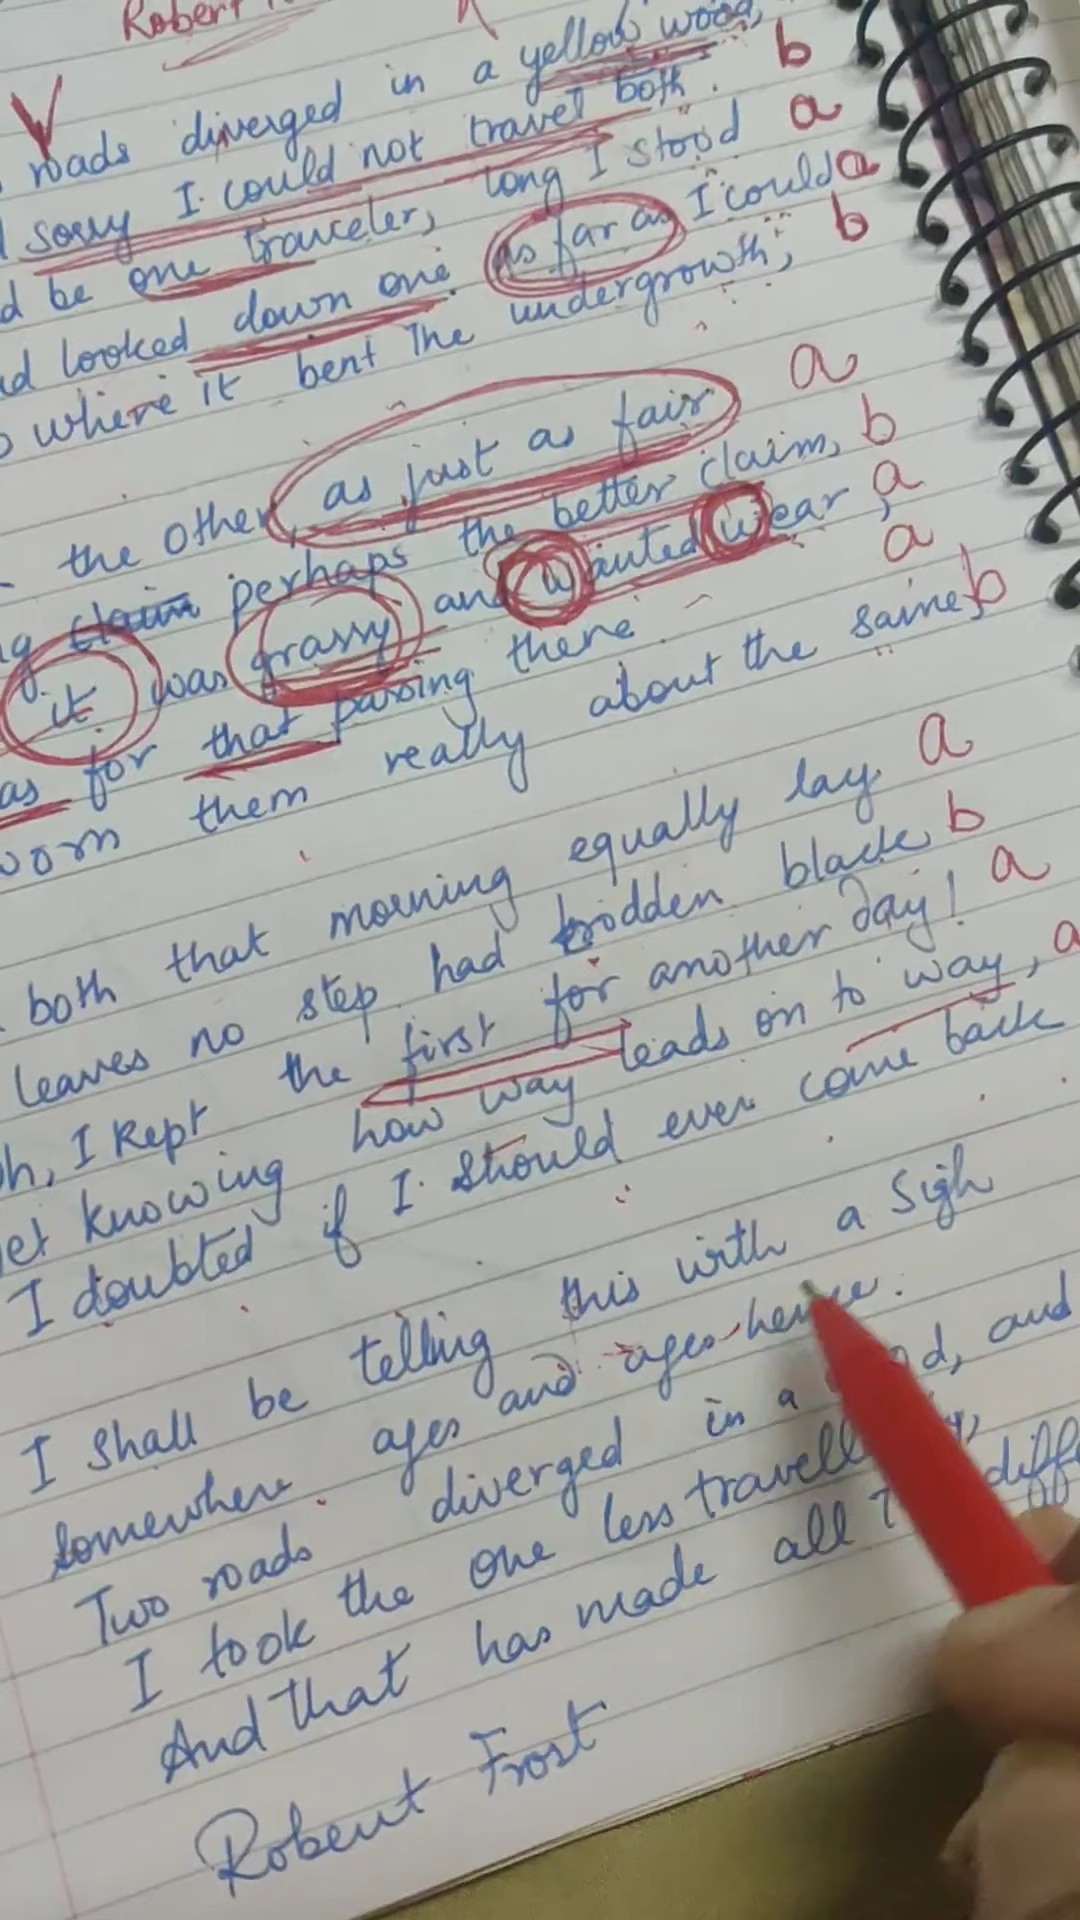 Robert
roads diverged in a yellow wood,
sorry I could not travel both. b
be one traveler, long I stood a
looked down one as far as I could a
where it bent The undergrowth; b
the other, as just as fair a
claim perhaps the better claim, b
it was grassy and wanted wear; a
as for that passing there. a
worn them really about the same, b
both that morning equally lay a
leaves no step had trodden black b
I Kept the first for another day! a
knowing how way leads on to way, a
I doubted if I should ever come back
I shall be telling this with a sigh
somewhere ages and ages hence.
Two roads diverged in a and
I took the one less
And that has made all
Robert Frost